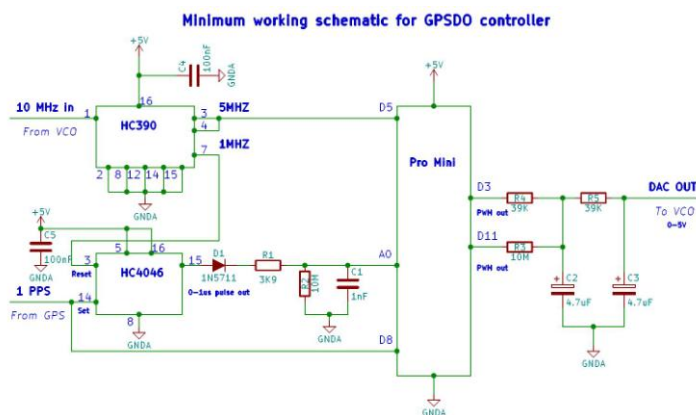 Minimum working schematic for GPSDO controller
+5V
C4
100nF
GNDA
+5V
10 MHz in
1
16
3
5MHZ
D5
From VCO
HC390
4
7
1MHZ
Pro Mini
2
8
12
14
15
GNDA
D3
R4
39K
R5
39K
DAC OUT
PWM out
To VCO
0-5V
+5V
C5
100nF
GNDA
5
16
D11
R3
10M
PWM out
3
Reset
HC4046
15
D1
1N5711
R1
3K9
A0
0-1us pulse out
R2
10M
C1
1nF
C2
4.7uF
C3
4.7uF
1 PPS
14
Set
From GPS
8
GNDA
GNDA
D8
GNDA
GNDA